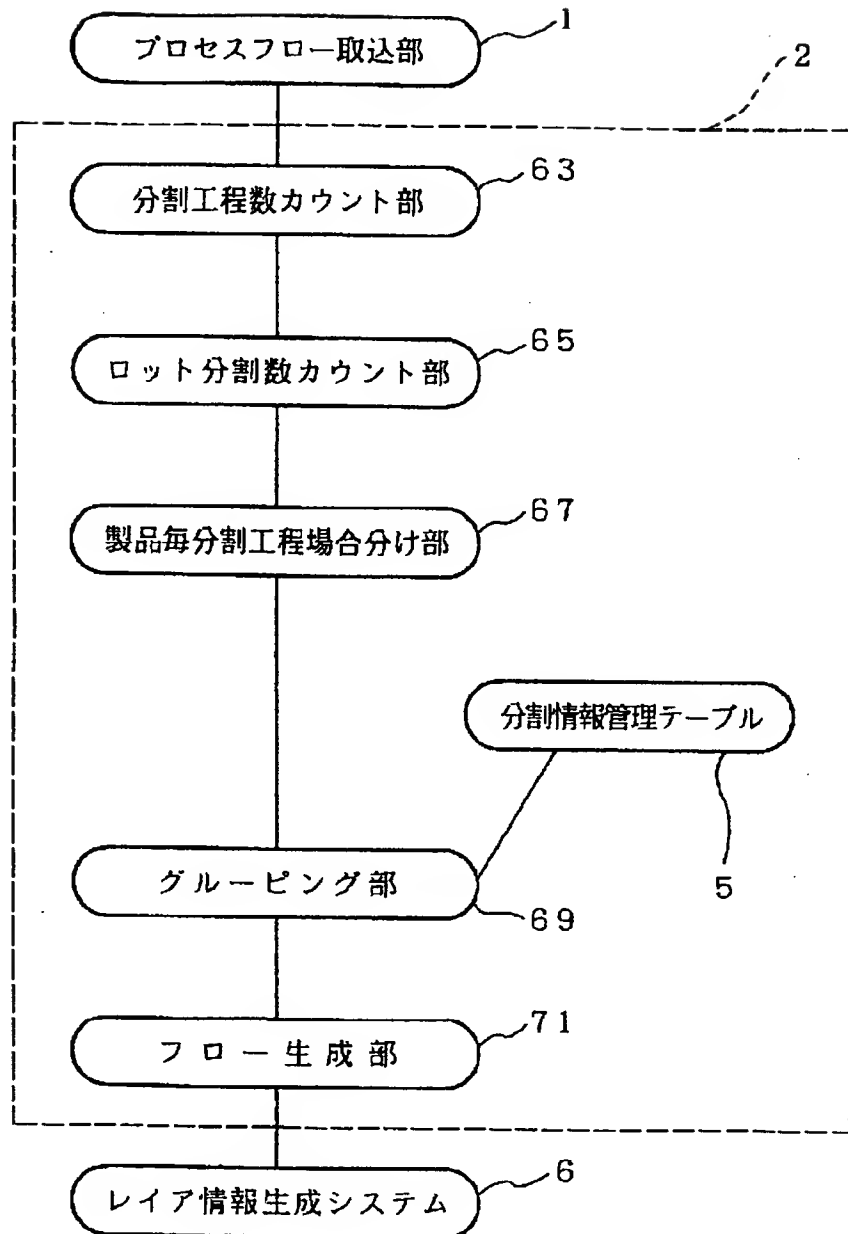 プロセスフロー取込部
1
2
分割工程数カウント部
63
ロット分割数カウント部
65
製品毎分割工程場合分け部
67
分割情報管理テーブル
5
グルーピング部
69
フロー生成部
71
レイア情報生成システム
6